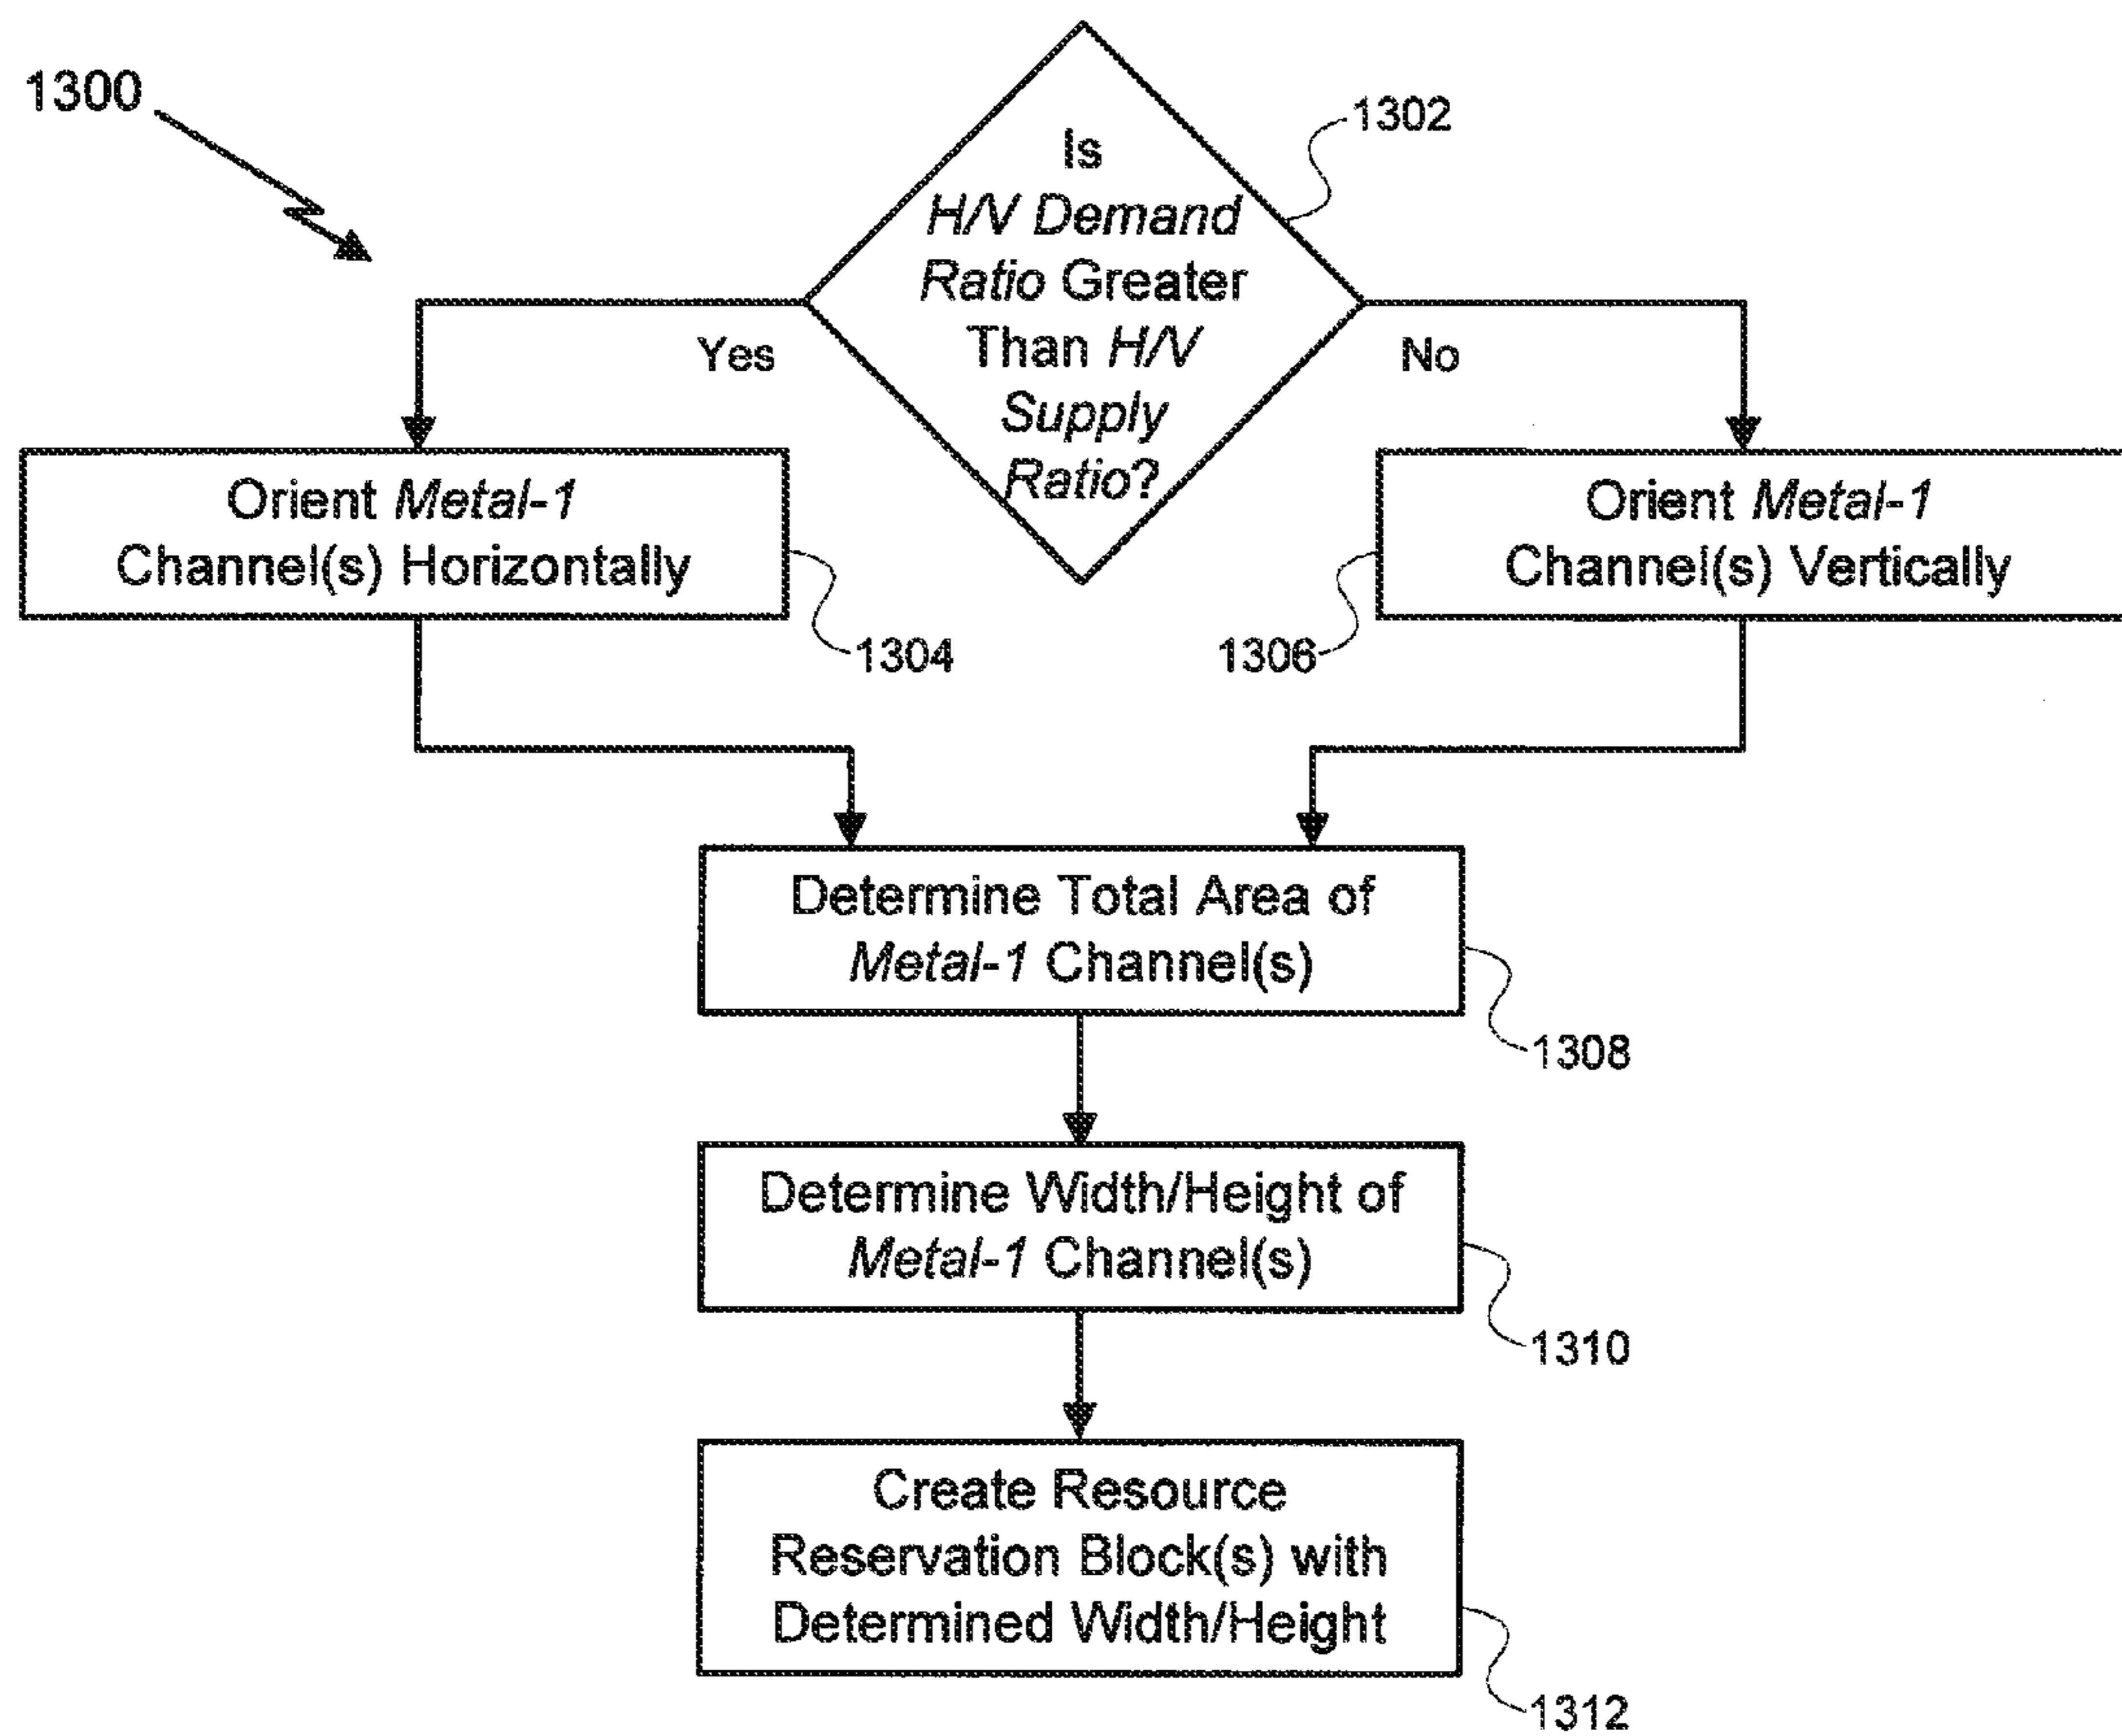 1300
1302
Is
H/V Demand
Ratio Greater
Than H/V
Supply
Ratio?
Yes
No
Orient Metal-1
Channel(s) Horizontally
1304
Orient Metal-1
Channel(s) Vertically
1306
Determine Total Area of
Metal-1 Channel(s)
1308
Determine Width/Height of
Metal-1 Channel(s)
1310
Create Resource
Reservation Block(s) with
Determined Width/Height
1312